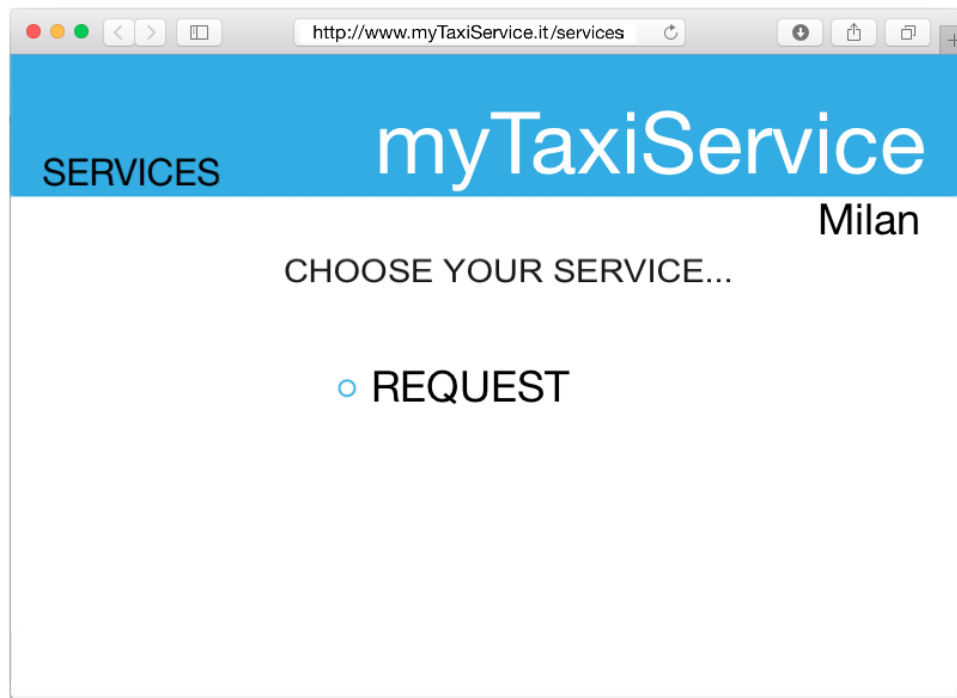 http://www.myTaxiService.it/services
myTaxiService
SERVICES
Milan
CHOOSE YOUR SERVICE...
REQUEST